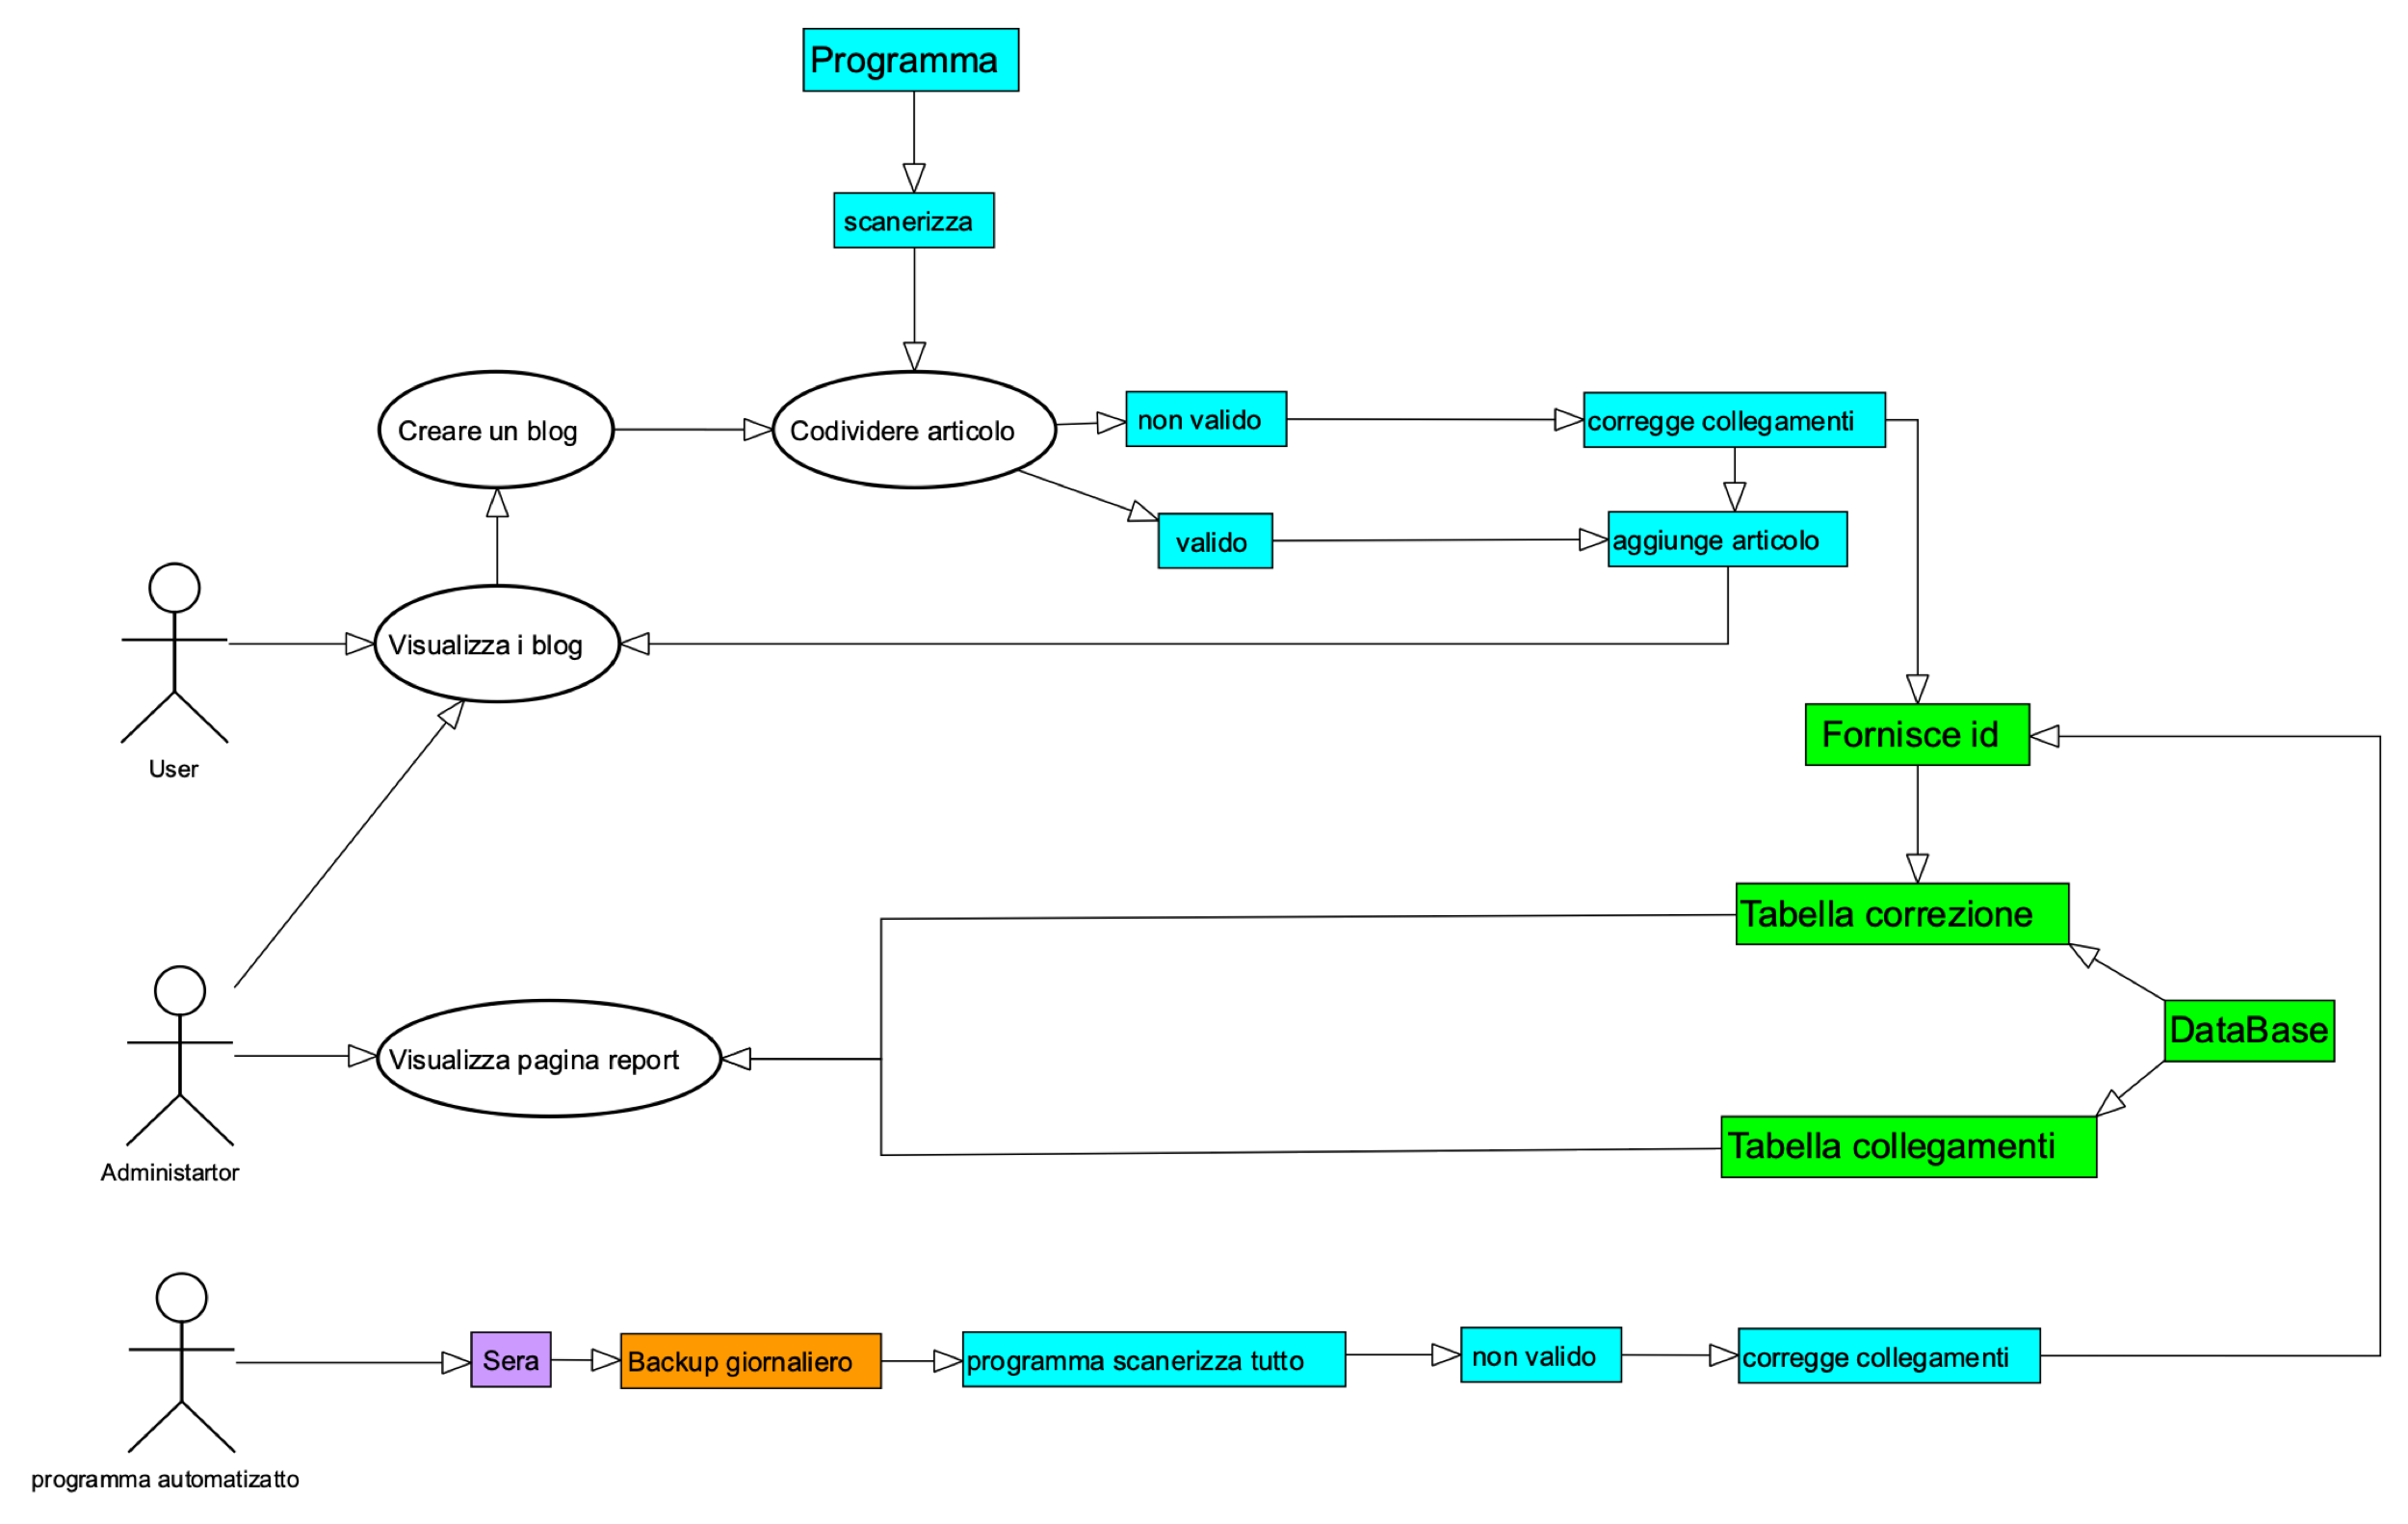 Programma
scanerizza
Creare un blog
Codividere articolo
non valido
corregge collegamenti
valido
aggiunge articolo
Visualizza i blog
User
Fornisce id
Tabella correzione
DataBase
Visualizza pagina report
Tabella collegamenti
Administartor
Sera
Backup giornaliero
programma scanerizza tutto
non valido
corregge collegamenti
programma automatizatto